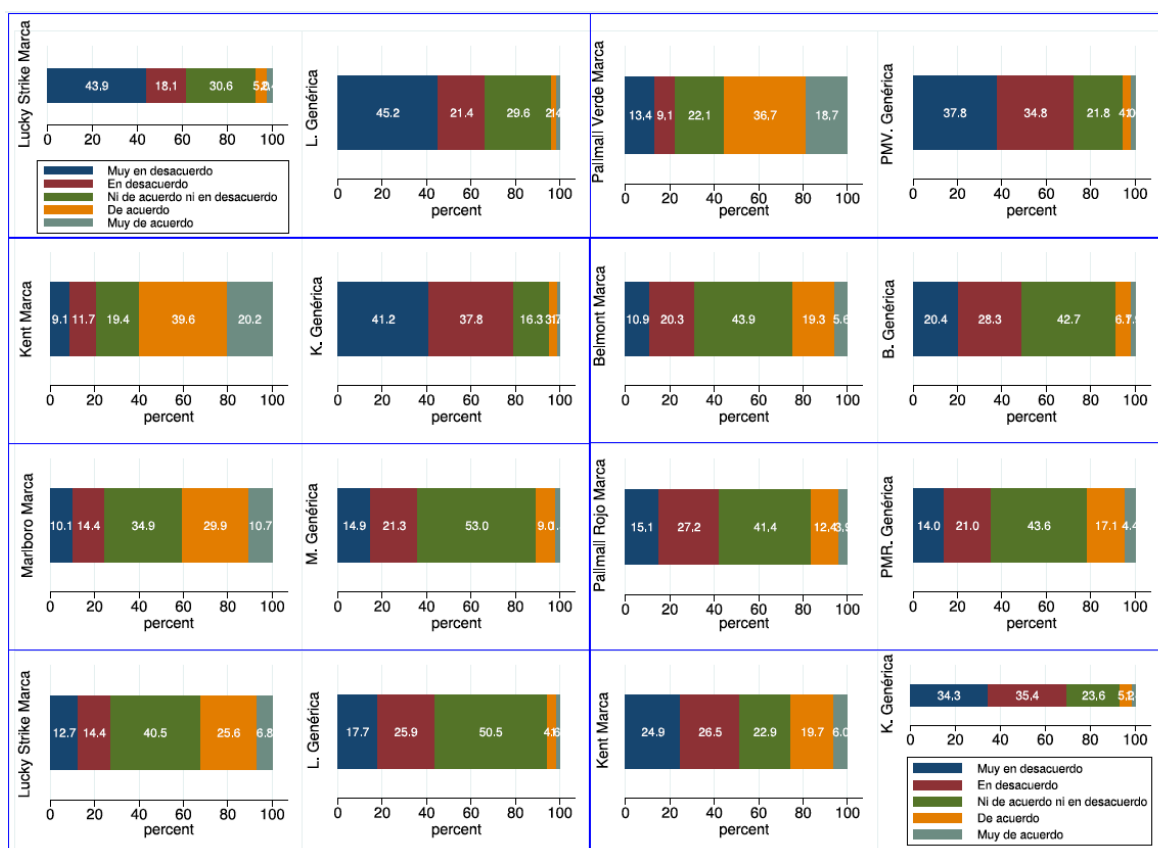 Lucky Strike Marca
43,9 18,1 30,6
0 20 40 60 80 100
percent
Muy en desacuerdo
En desacuerdo
Ni de acuerdo ni en desacuerdo
De acuerdo
Muy de acuerdo
L. Genérica
45.2 21.4 29.6
0 20 40 60 80 100
percent
Pallmall Verde Marca
13,4 9,1 22,1 36,7 18,7
0 20 40 60 80 100
percent
PMV. Genérica
37.8 34.8 21.8
0 20 40 60 80 100
percent
Kent Marca
9.1 11.7 19.4 39.6 20.2
0 20 40 60 80 100
percent
K. Genérica
41.2 37.8 16.3
0 20 40 60 80 100
percent
Belmont Marca
10.9 20.3 43.9 19.3 5.6
0 20 40 60 80 100
percent
B. Genérica
20.4 28.3 42.7
0 20 40 60 80 100
percent
Marlboro Marca
10.1 14.4 34.9 29.9 10.7
0 20 40 60 80 100
percent
M. Genérica
14.9 21.3 53.0 9.0
0 20 40 60 80 100
percent
Pallmall Rojo Marca
15,1 27,2 41,4 12,4 3,9
0 20 40 60 80 100
percent
PMR. Genérica
14.0 21.0 43.6 17.1 4.4
0 20 40 60 80 100
percent
Lucky Strike Marca
12.7 14.4 40.5 25.6 6.8
0 20 40 60 80 100
percent
L. Genérica
17.7 25.9 50.5
0 20 40 60 80 100
percent
Kent Marca
24.9 26.5 22.9 19.7 6.0
0 20 40 60 80 100
percent
K. Genérica
34,3 35,4 23,6
0 20 40 60 80 100
percent
Muy en desacuerdo
En desacuerdo
Ni de acuerdo ni en desacuerdo
De acuerdo
Muy de acuerdo